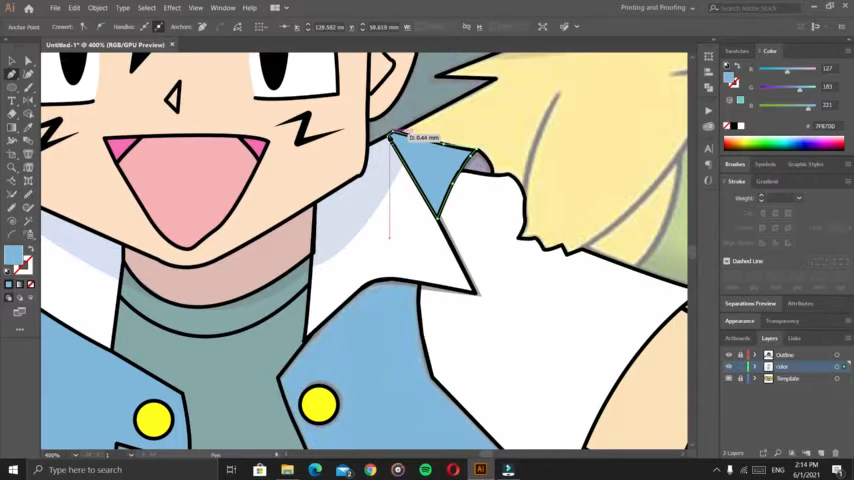 Ai File Edit Object Type Select Effect View Window Help
Printing and Proofing
Search Adobe Help
Anchor Point Convert: Handles: Anchors:
X: 129.582 m Y: 58.619 mm
Untitled-1* @ 400% (RGB/GPU Preview)
Swatches Color
R 127
G 183
B 221
# 7FB7DD
Brushes Symbols Graphic Styles
Stroke Gradient
Weight:
Dashed Line
Separations Preview Attributes
Appearance Transparency
Artboards Layers Links
Outline
color
Template
3 Layers
D: 0.44 mm
400% 1 Pen
Type here to search
2:14 PM
6/1/2021